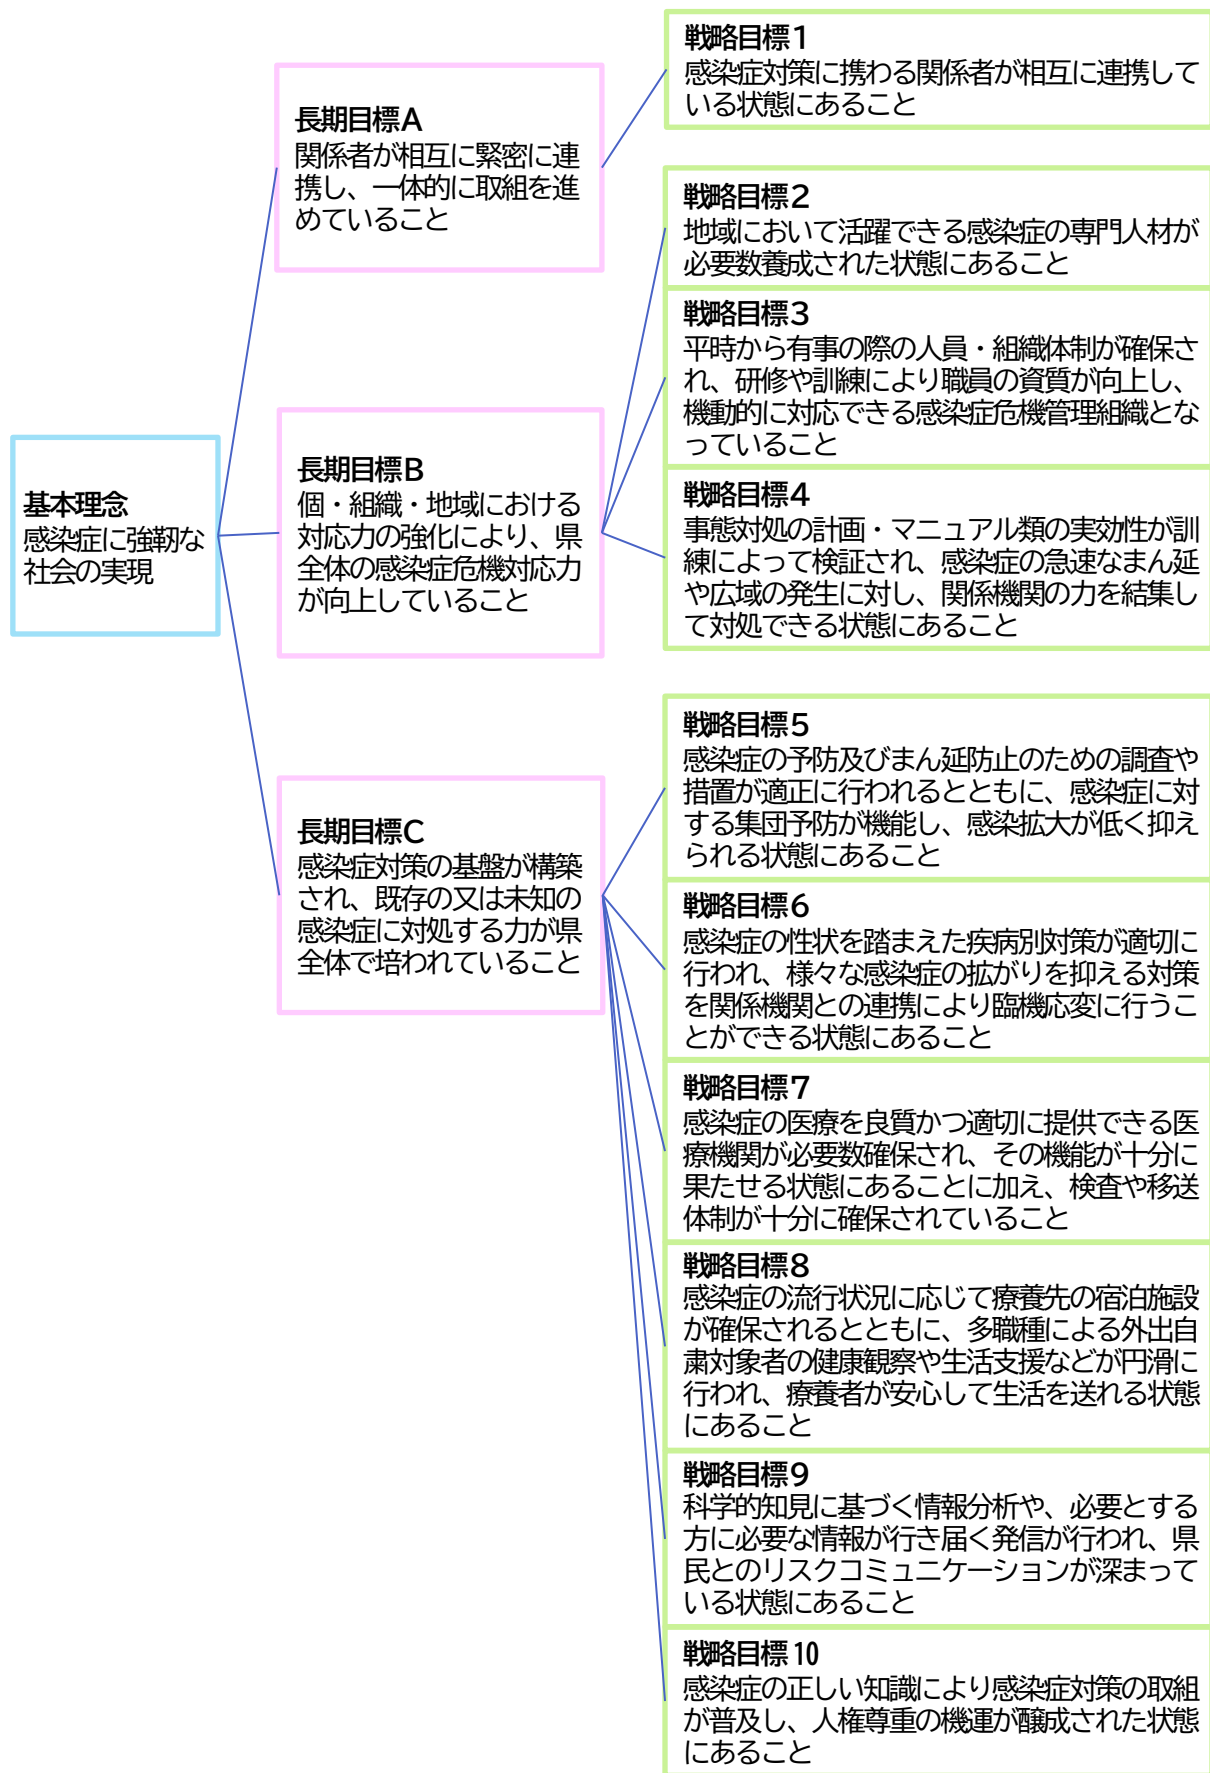 基本理念
感染症に強靭な
社会の実現
長期目標A
関係者が相互に緊密に連
携し、一体的に取組を進
めていること
戦略目標1
感染症対策に携わる関係者が相互に連携して
いる状態にあること
長期目標B
個・組織・地域における
対応力の強化により、県
全体の感染症危機対応力
が向上していること
戦略目標2
地域において活躍できる感染症の専門人材が
必要数養成された状態にあること
戦略目標3
平時から有事の際の人員・組織体制が確保さ
れ、研修や訓練により職員の資質が向上し、
機動的に対応できる感染症危機管理組織とな
っていること
戦略目標4
事態対処の計画・マニュアル類の実効性が訓
練によって検証され、感染症の急速なまん延
や広域の発生に対し、関係機関の力を結集し
て対処できる状態にあること
長期目標C
感染症対策の基盤が構築
され、既存の又は未知の
感染症に対処する力が県
全体で培われていること
戦略目標5
感染症の予防及びまん延防止のための調査や
措置が適正に行われるとともに、感染症に対
する集団予防が機能し、感染拡大が低く抑え
られる状態にあること
戦略目標6
感染症の性状を踏まえた疾病別対策が適切に
行われ、様々な感染症の拡がりを抑える対策
を関係機関との連携により臨機応変に行うこ
とができる状態にあること
戦略目標7
感染症の医療を良質かつ適切に提供できる医
療機関が必要数確保され、その機能が十分に
果たせる状態にあることに加え、検査や移送
体制が十分に確保されていること
戦略目標8
感染症の流行状況に応じて療養先の宿泊施設
が確保されるとともに、多職種による外出自
粛対象者の健康観察や生活支援などが円滑に
行われ、療養者が安心して生活を送れる状態
にあること
戦略目標9
科学的知見に基づく情報分析や、必要とする
方に必要な情報が行き届く発信が行われ、県
民とのリスクコミュニケーションが深まって
いる状態にあること
戦略目標10
感染症の正しい知識により感染症対策の取組
が普及し、人権尊重の機運が醸成された状態
にあること